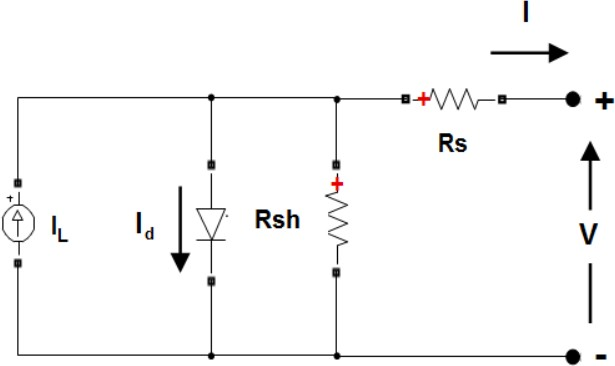 I
+
Rs
+
+
I_L
I_d
Rsh
+
V
-